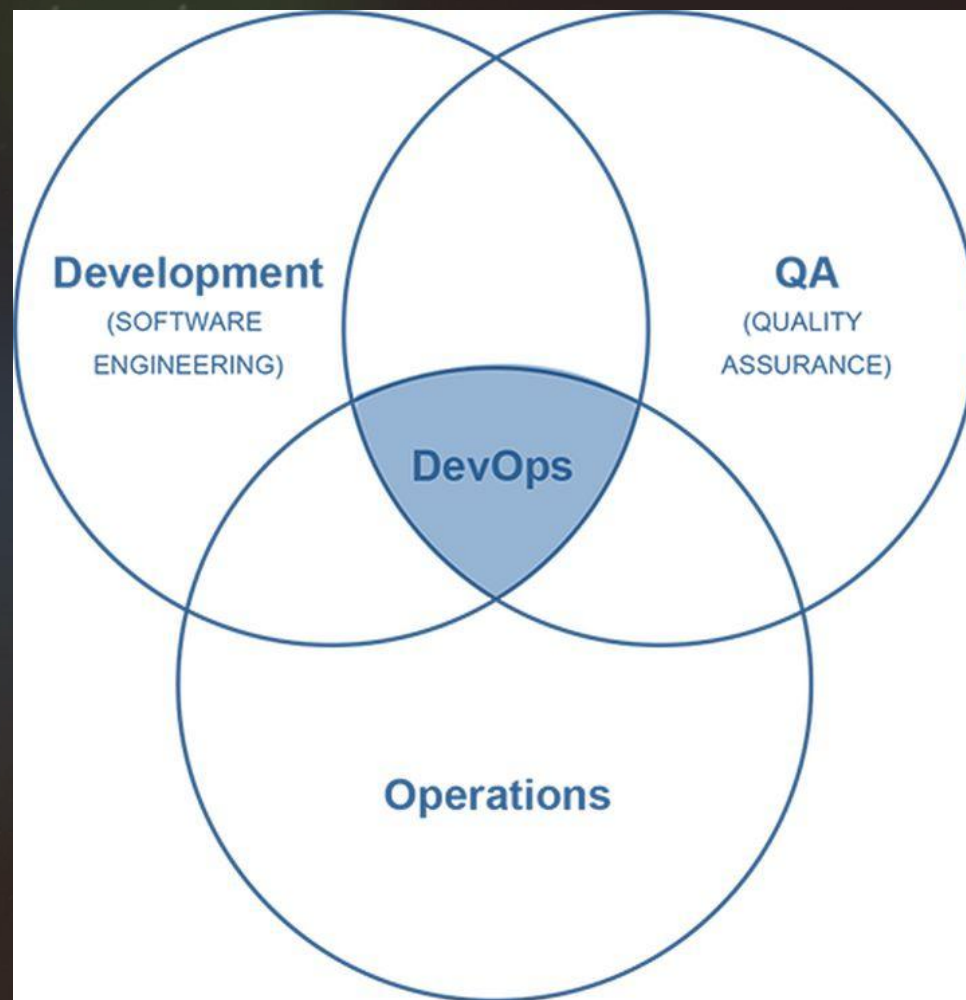 Development
(SOFTWARE
ENGINEERING)
QA
(QUALITY
ASSURANCE)
DevOps
Operations